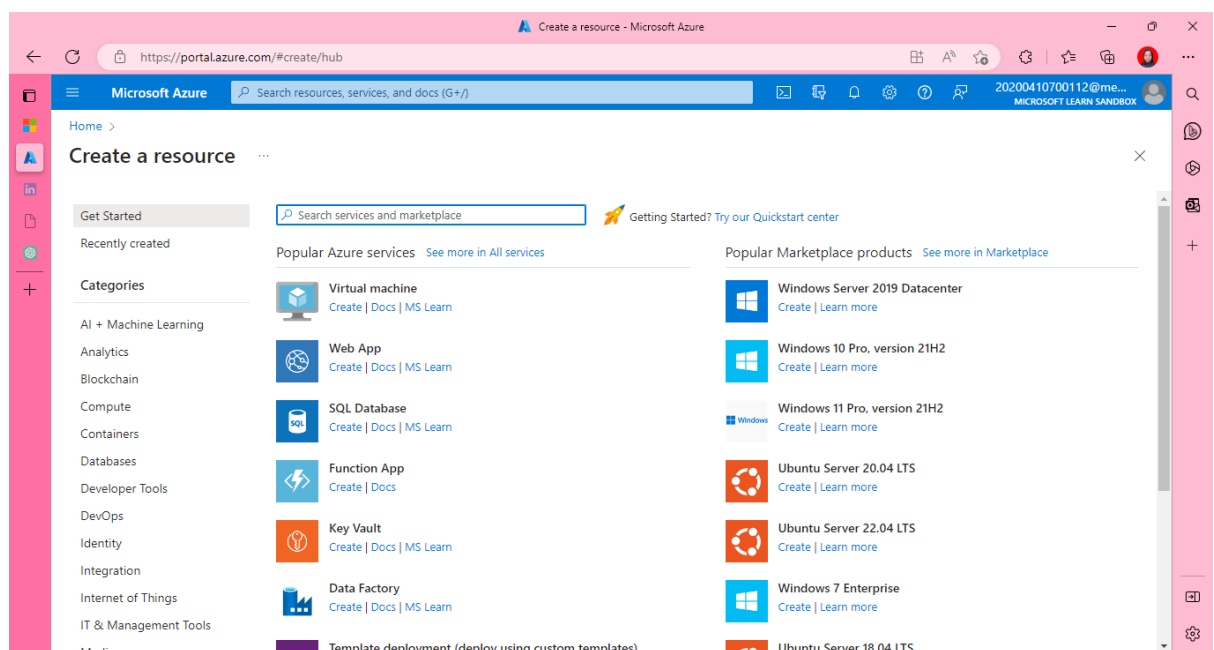 Create a resource - Microsoft Azure
https://portal.azure.com/#create/hub
Microsoft Azure
Search resources, services, and docs (G+/)
20200410700112@me...
MICROSOFT LEARN SANDBOX
Home >
Create a resource ...
Get Started
Recently created
Categories
AI + Machine Learning
Analytics
Blockchain
Compute
Containers
Databases
Developer Tools
DevOps
Identity
Integration
Internet of Things
IT & Management Tools
Search services and marketplace
Getting Started? Try our Quickstart center
Popular Azure services See more in All services
Virtual machine
Create | Docs | MS Learn
Web App
Create | Docs | MS Learn
SQL
SQL Database
Create | Docs | MS Learn
Function App
Create | Docs
Key Vault
Create | Docs | MS Learn
Data Factory
Create | Docs | MS Learn
Template deployment (deploy using custom templates)
Popular Marketplace products See more in Marketplace
Windows Server 2019 Datacenter
Create | Learn more
Windows 10 Pro, version 21H2
Create | Learn more
Windows
Windows 11 Pro, version 21H2
Create | Learn more
Ubuntu Server 20.04 LTS
Create | Learn more
Ubuntu Server 22.04 LTS
Create | Learn more
Windows 7 Enterprise
Create | Learn more
Ubuntu Server 18.04 LTS